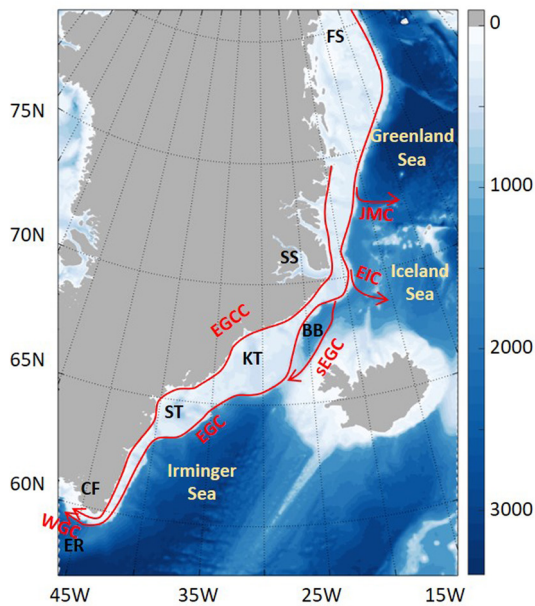 FS
0
75N
Greenland
Sea
1000
JMC
70N
SS
EIC
Iceland
Sea
EGCC
BB
sEGC
2000
KT
65N
ST
EGC
Irminger
Sea
60N
CF
3000
WGC
ER
45W
35W
25W
15W